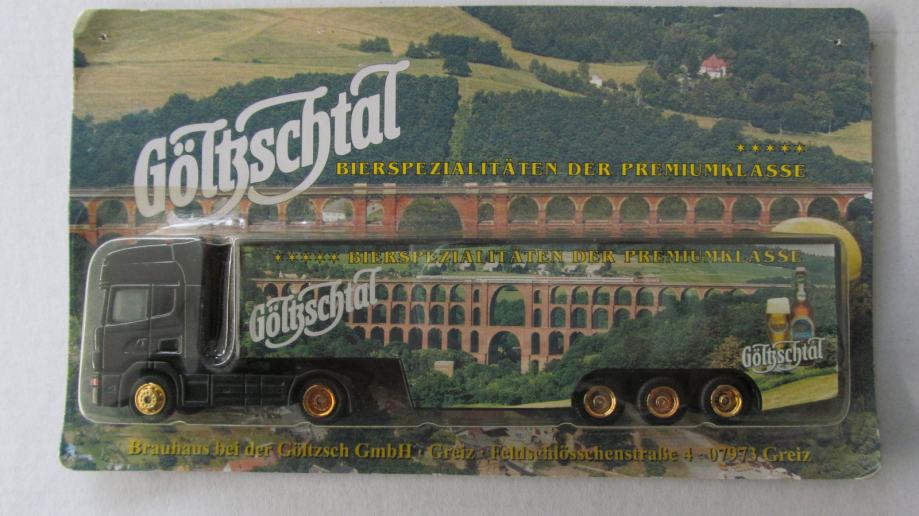 Göltzschtal
★★★★★
BIERSPEZIALITÄTEN DER PREMIUMKLASSE
★★★★★ BIERSPEZIALITÄTEN DER PREMIUMKLASSE
Göltzschtal
Göltzschtal
Brauhaus bei der Göltzsch GmbH · Greiz · Feldschlösschenstraße 4 · 07973 Greiz